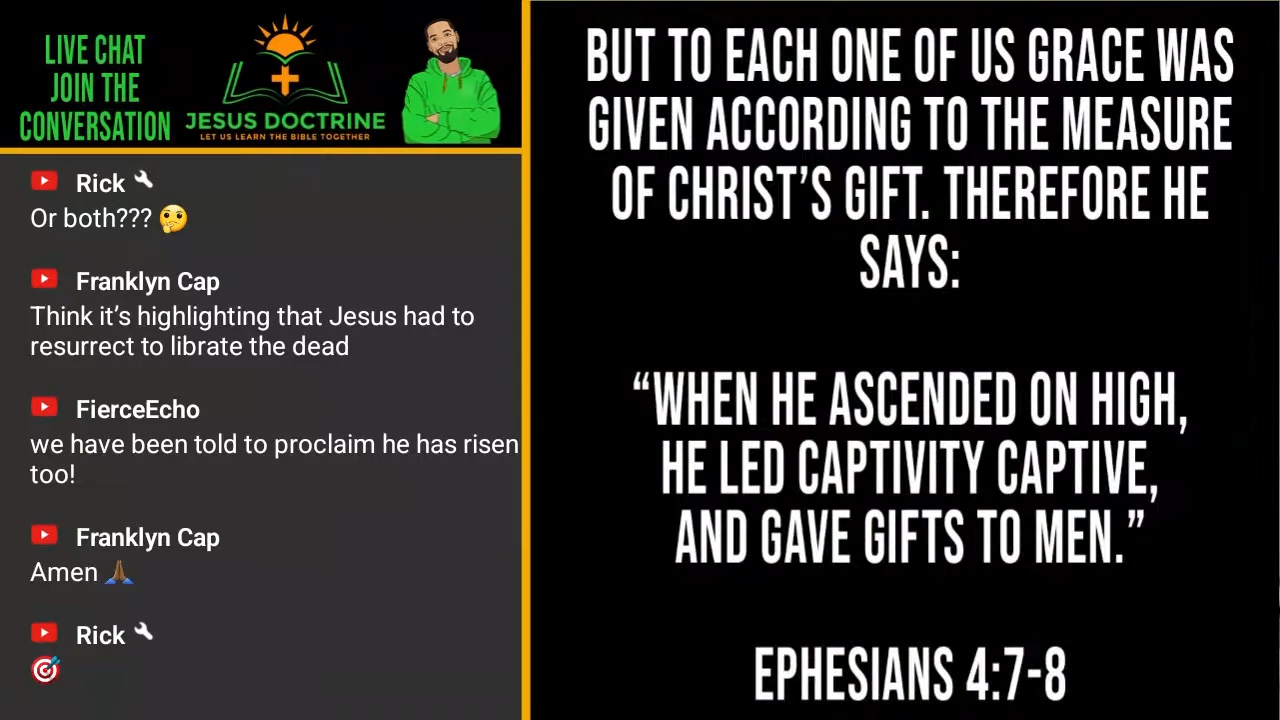 LIVE CHAT
JOIN THE
CONVERSATION
JESUS DOCTRINE
LET US LEARN THE BIBLE TOGETHER
Rick 🔧
Or both??? 🤔
Franklyn Cap
Think it’s highlighting that Jesus had to
resurrect to librate the dead
FierceEcho
we have been told to proclaim he has risen
too!
Franklyn Cap
Amen 🙏🏾
Rick 🔧
🎯
BUT TO EACH ONE OF US GRACE WAS
GIVEN ACCORDING TO THE MEASURE
OF CHRIST’S GIFT. THEREFORE HE
SAYS:
“WHEN HE ASCENDED ON HIGH,
HE LED CAPTIVITY CAPTIVE,
AND GAVE GIFTS TO MEN.”
EPHESIANS 4:7-8